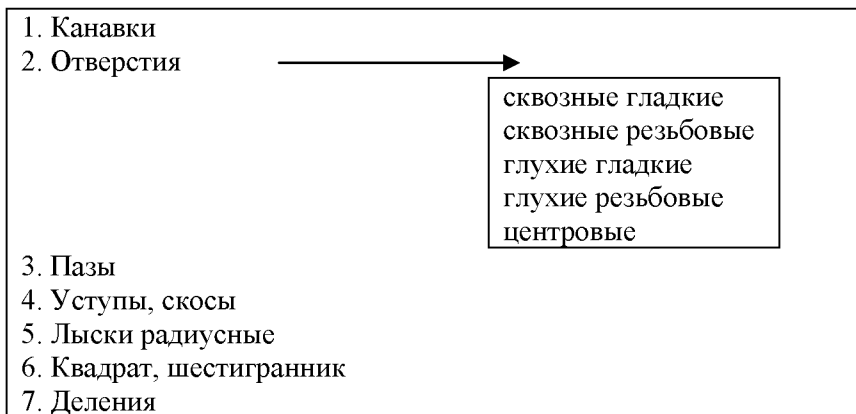 1. Канавки
2. Отверстия
сквозные гладкие
сквозные резьбовые
глухие гладкие
глухие резьбовые
центровые
3. Пазы
4. Уступы, скосы
5. Лыски радиусные
6. Квадрат, шестигранник
7. Деления